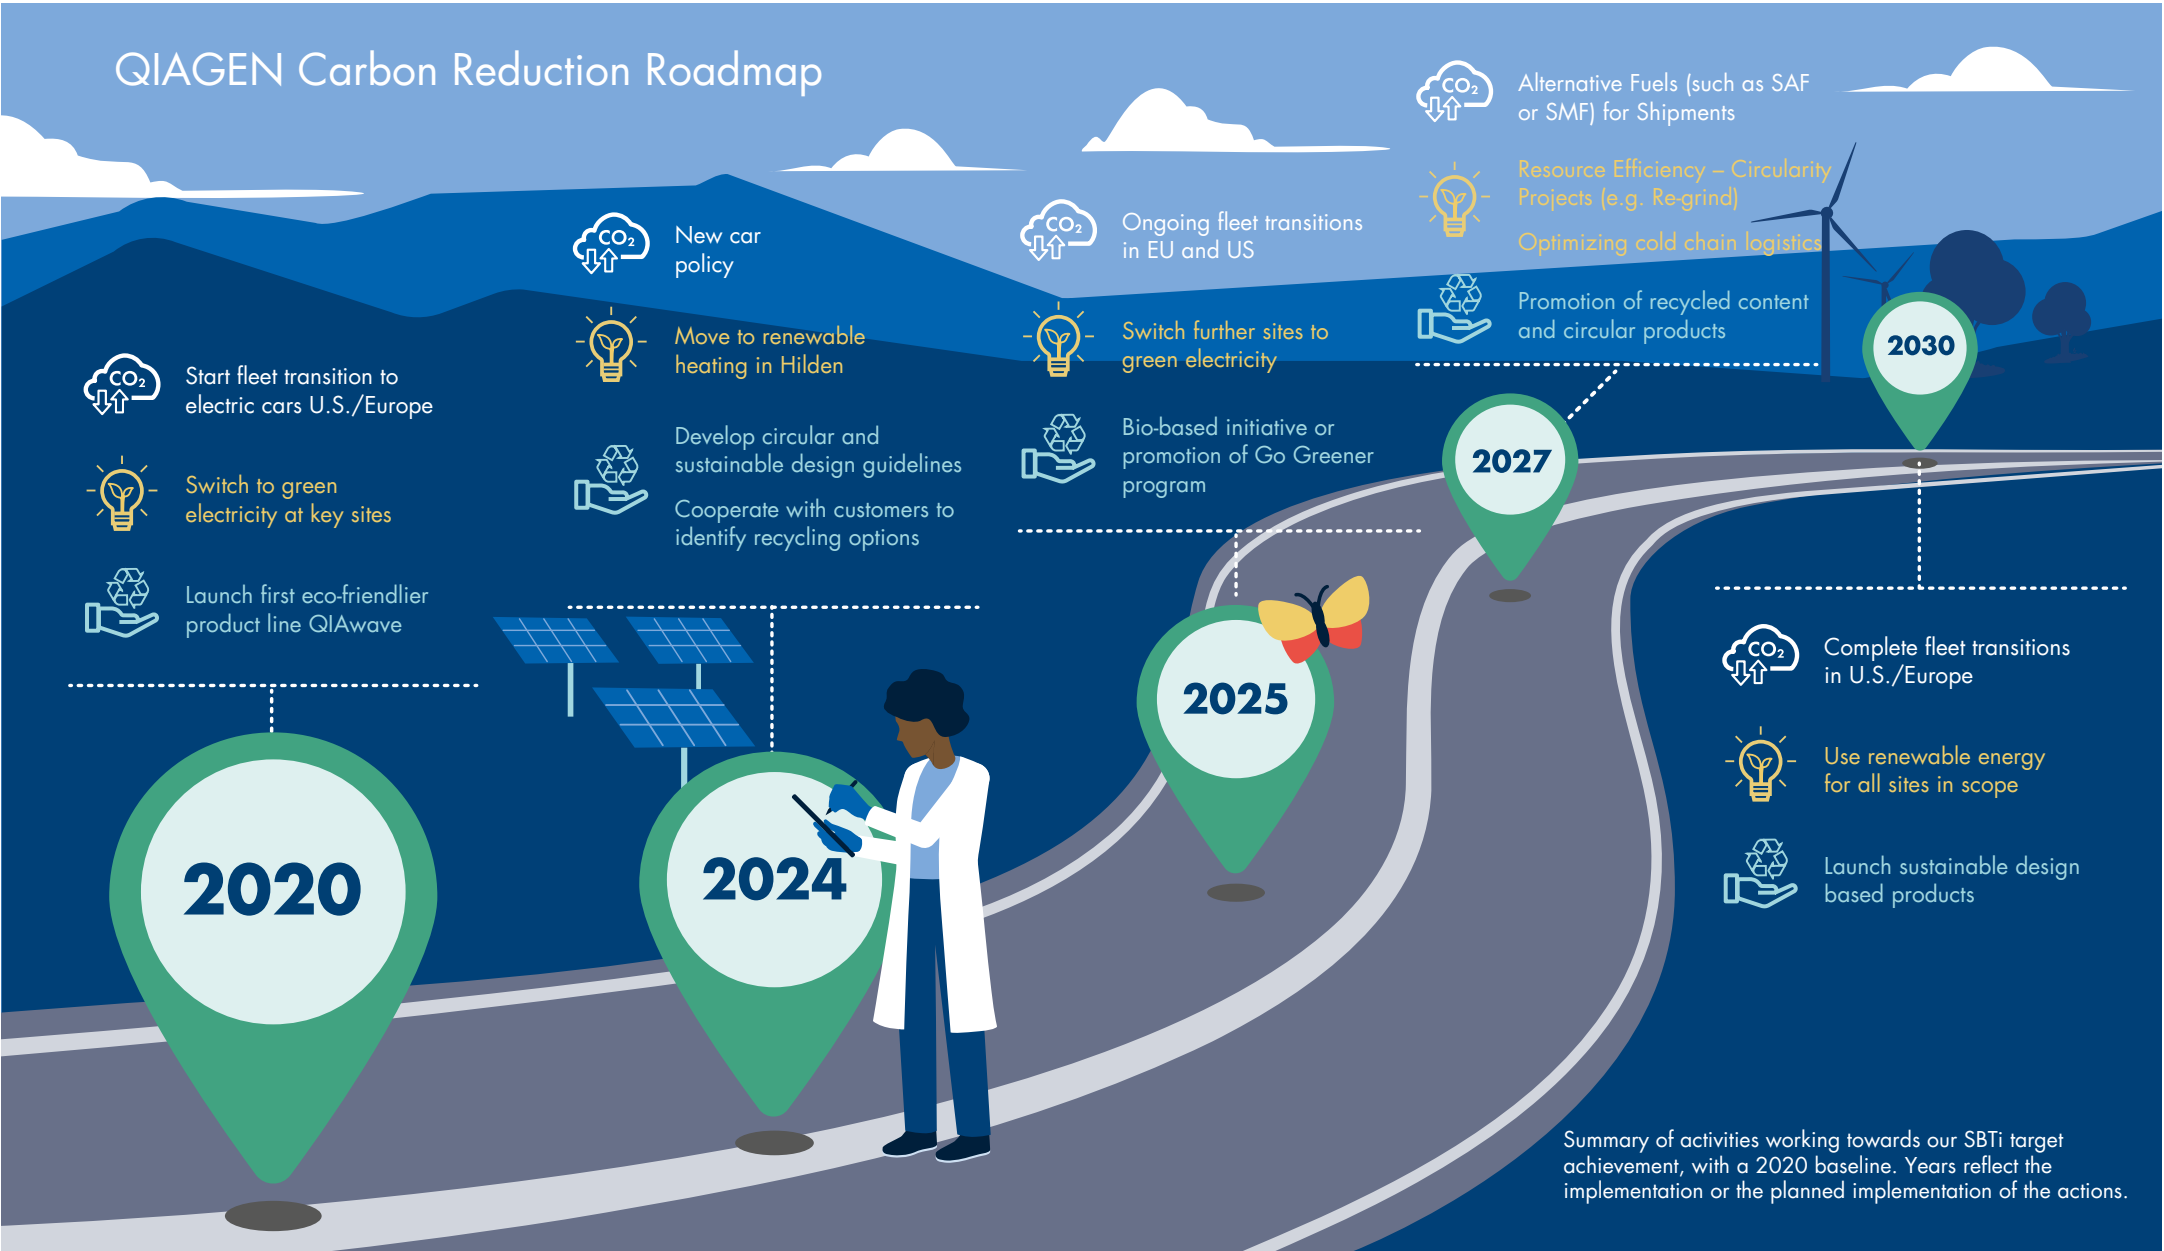 QIAGEN Carbon Reduction Roadmap
CO₂
Start fleet transition to
electric cars U.S./Europe
Switch to green
electricity at key sites
Launch first eco-friendlier
product line QIAwave
2020
CO₂
New car
policy
Move to renewable
heating in Hilden
Develop circular and
sustainable design guidelines
Cooperate with customers to
identify recycling options
2024
CO₂
Ongoing fleet transitions
in EU and US
Switch further sites to
green electricity
Bio-based initiative or
promotion of Go Greener
program
2025
CO₂
Alternative Fuels (such as SAF
or SMF) for Shipments
Resource Efficiency – Circularity
Projects (e.g. Re-grind)
Optimizing cold chain logistics
Promotion of recycled content
and circular products
2027
2030
CO₂
Complete fleet transitions
in U.S./Europe
Use renewable energy
for all sites in scope
Launch sustainable design
based products
Summary of activities working towards our SBTi target
achievement, with a 2020 baseline. Years reflect the
implementation or the planned implementation of the actions.